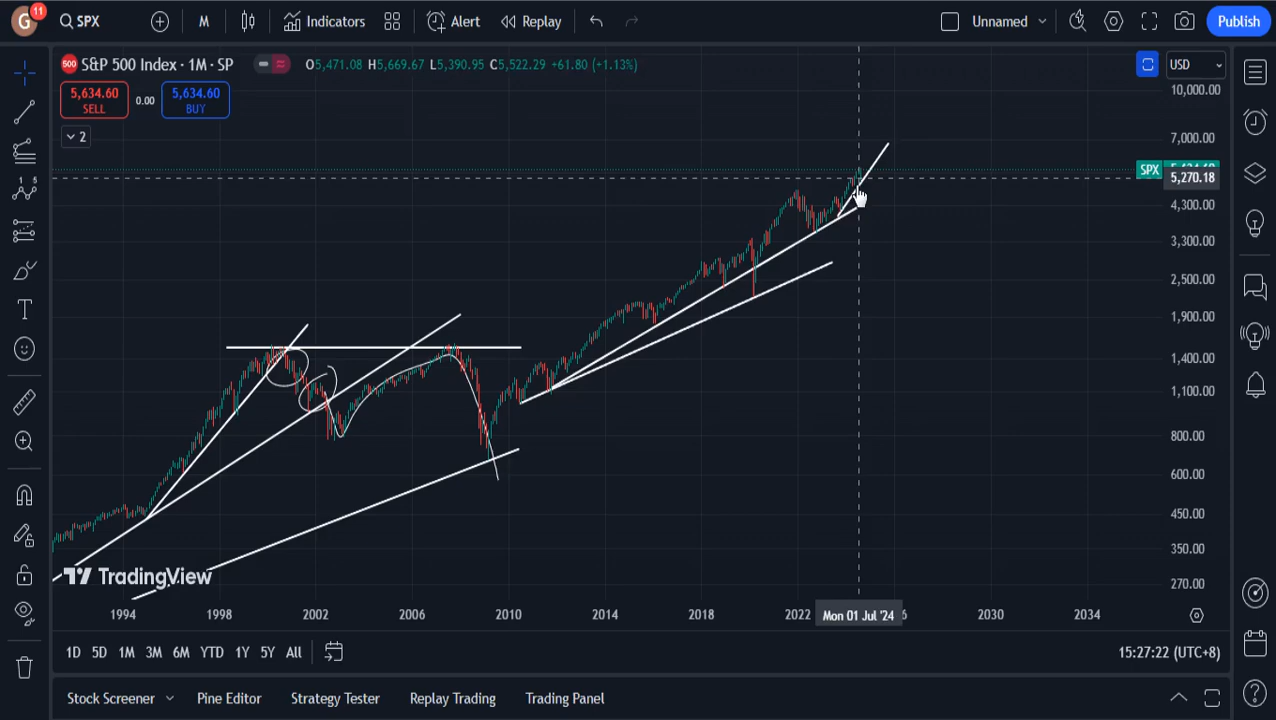 G
11
SPX
M
Indicators
Alert
Replay
Unnamed
Publish
500
S&P 500 Index · 1M · SP
O5,471.08 H5,669.67 L5,390.95 C5,522.29 +61.80 (+1.13%)
USD
5,634.60
SELL
0.00
5,634.60
BUY
2
10,000.00
7,000.00
SPX
5,270.18
4,300.00
3,300.00
2,500.00
1,900.00
1,400.00
1,100.00
800.00
600.00
450.00
350.00
270.00
TradingView
1994
1998
2002
2006
2010
2014
2018
2022
Mon 01 Jul '24
2030
2034
1D
5D
1M
3M
6M
YTD
1Y
5Y
All
15:27:22 (UTC+8)
Stock Screener
Pine Editor
Strategy Tester
Replay Trading
Trading Panel